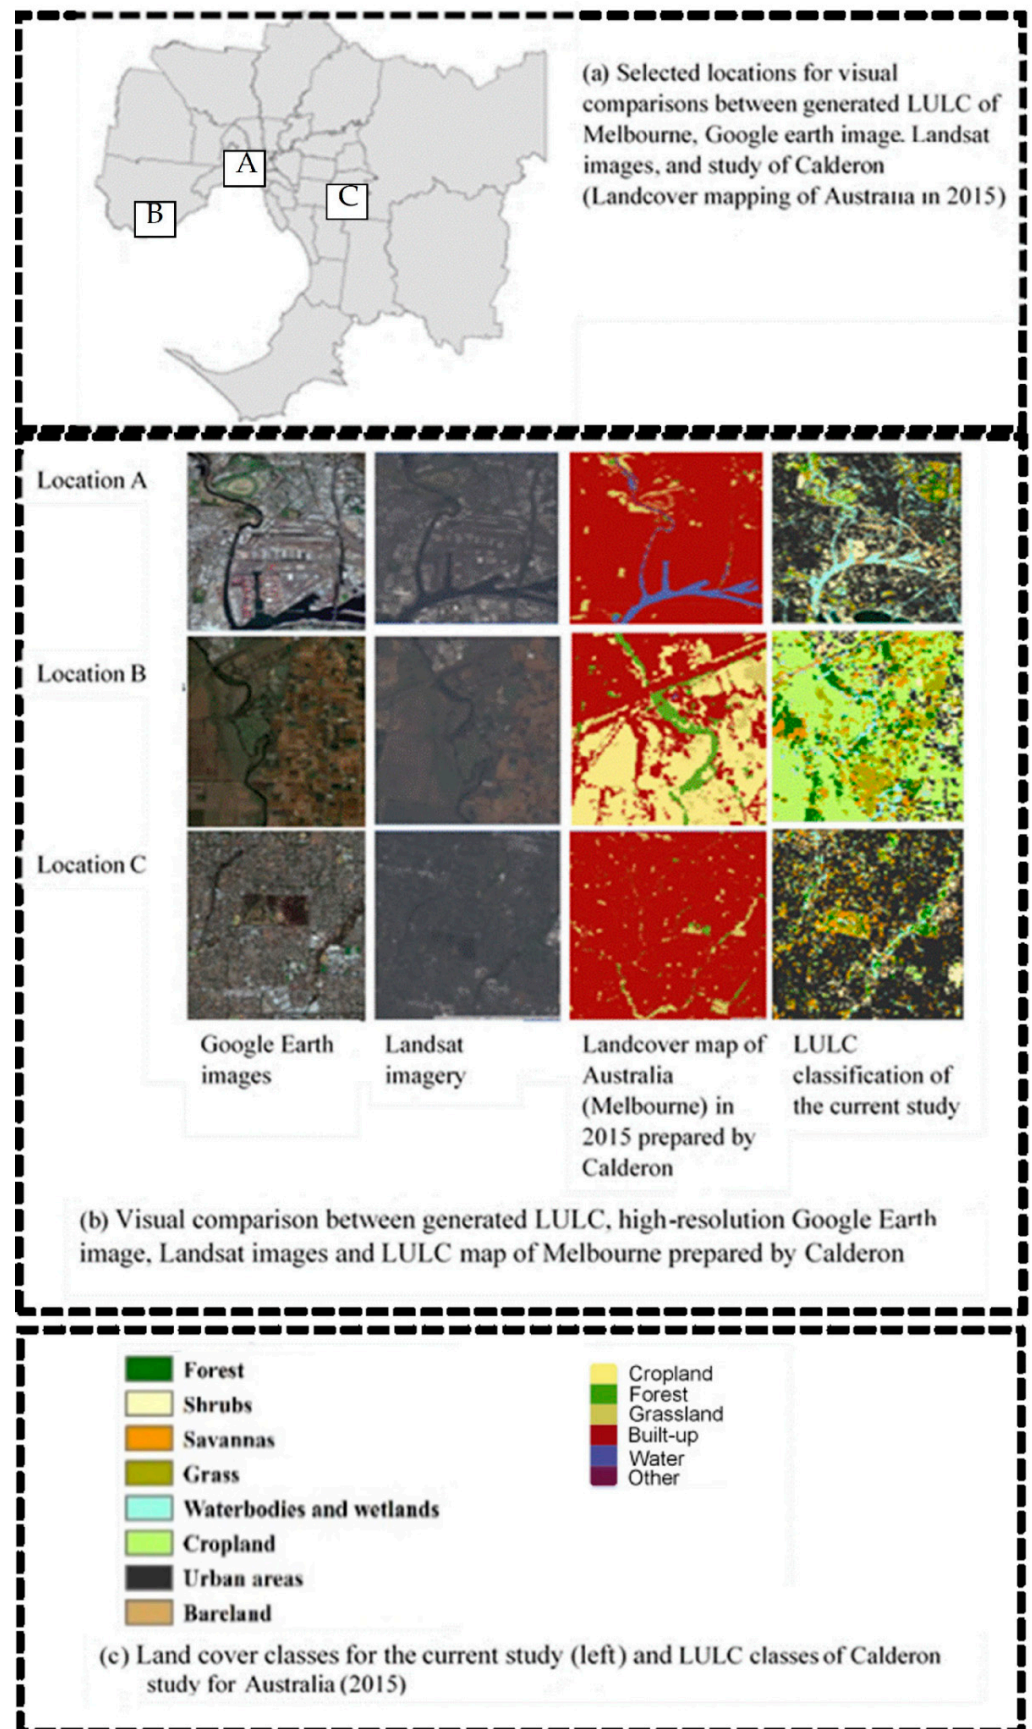 A
B
C
(a) Selected locations for visual
comparisons between generated LULC of
Melbourne, Google earth image. Landsat
images, and study of Calderon
(Landcover mapping of Australia in 2015)
Location A
Location B
Location C
Google Earth
images
Landsat
imagery
Landcover map of
Australia
(Melbourne) in
2015 prepared by
Calderon
LULC
classification of
the current study
(b) Visual comparison between generated LULC, high-resolution Google Earth
image, Landsat images and LULC map of Melbourne prepared by Calderon
Forest
Shrubs
Savannas
Grass
Waterbodies and wetlands
Cropland
Urban areas
Bareland
Cropland
Forest
Grassland
Built-up
Water
Other
(c) Land cover classes for the current study (left) and LULC classes of Calderon
study for Australia (2015)